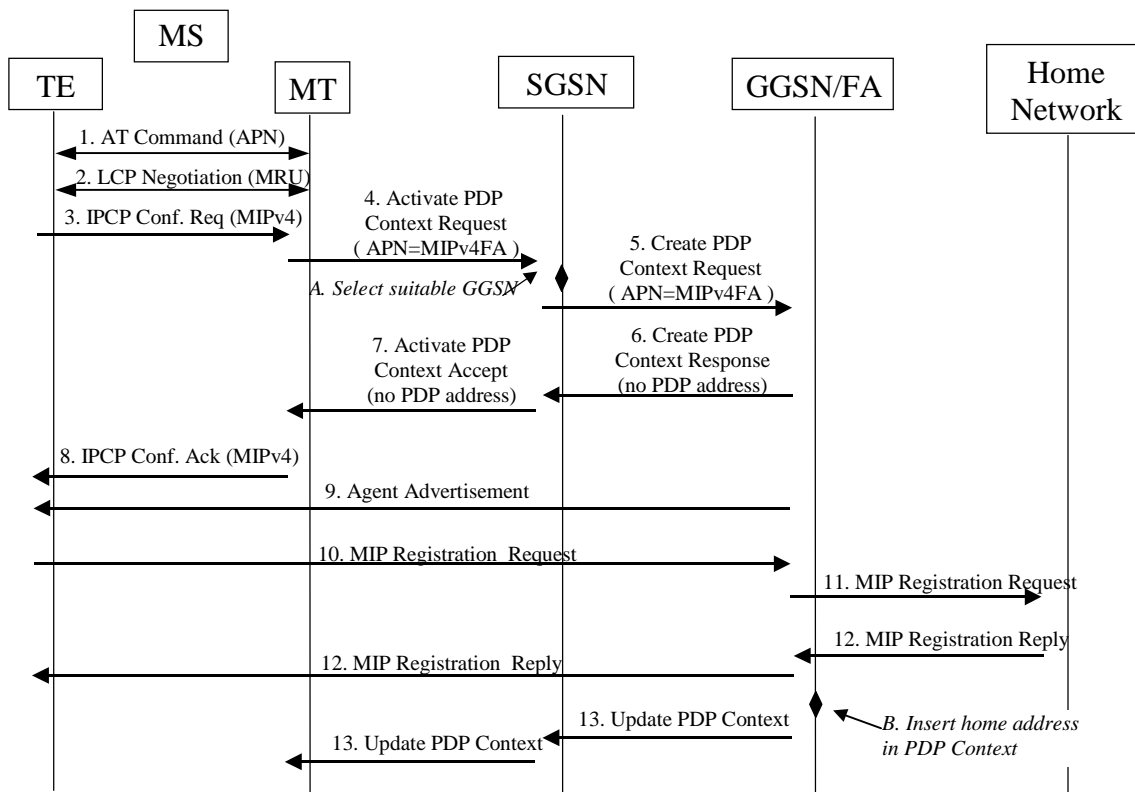 MS
TE
MT
SGSN
GGSN/FA
Home
Network
1. AT Command (APN)
2. LCP Negotiation (MRU)
3. IPCP Conf. Req (MIPv4)
4. Activate PDP
Context Request
( APN=MIPv4FA )
A. Select suitable GGSN
5. Create PDP
Context Request
( APN=MIPv4FA )
6. Create PDP
Context Response
(no PDP address)
7. Activate PDP
Context Accept
(no PDP address)
8. IPCP Conf. Ack (MIPv4)
9. Agent Advertisement
10. MIP Registration Request
11. MIP Registration Request
12. MIP Registration Reply
12. MIP Registration Reply
B. Insert home address
in PDP Context
13. Update PDP Context
13. Update PDP Context